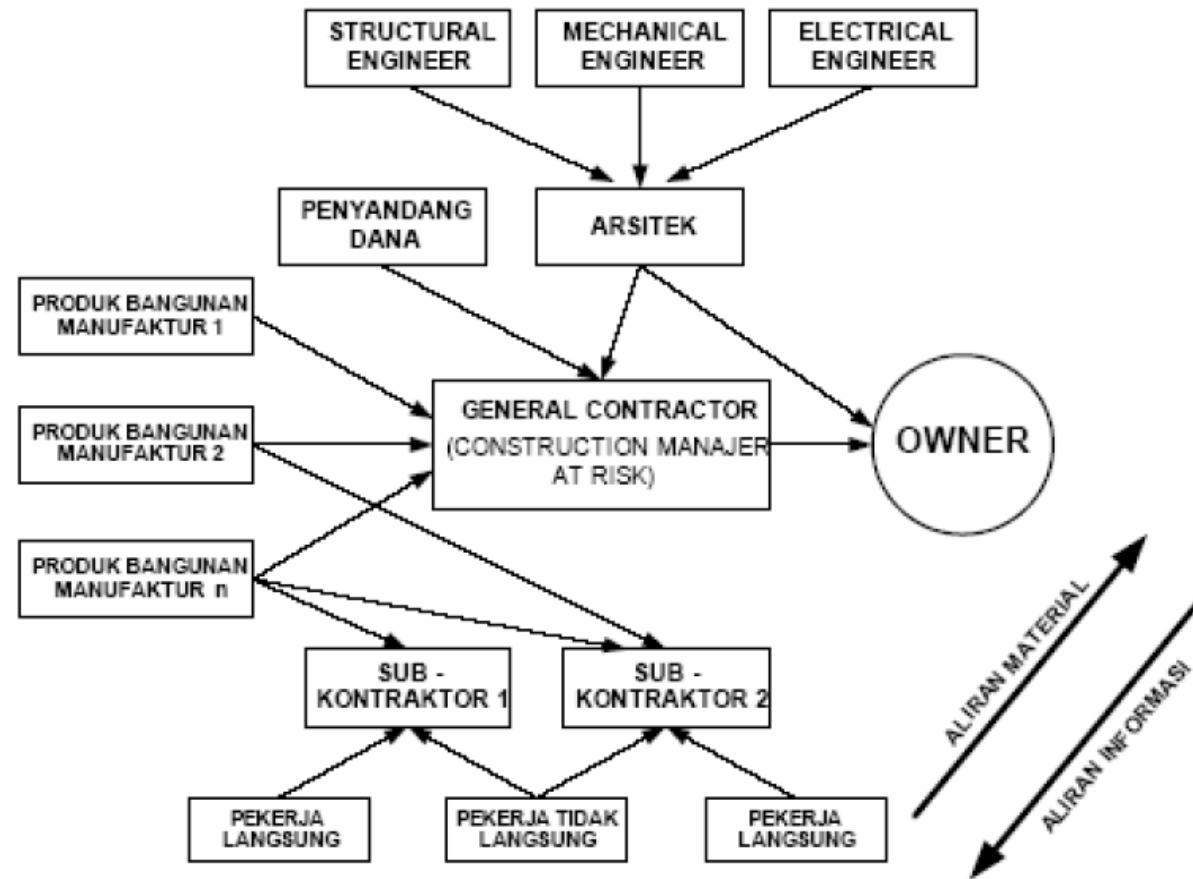 STRUCTURAL
ENGINEER
MECHANICAL
ENGINEER
ELECTRICAL
ENGINEER
PENYANDANG
DANA
ARSITEK
PRODUK BANGUNAN
MANUFAKTUR 1
PRODUK BANGUNAN
MANUFAKTUR 2
PRODUK BANGUNAN
MANUFAKTUR n
GENERAL CONTRACTOR
(CONSTRUCTION MANAJER
AT RISK)
OWNER
SUB -
KONTRAKTOR 1
SUB -
KONTRAKTOR 2
PEKERJA
LANGSUNG
PEKERJA TIDAK
LANGSUNG
PEKERJA
LANGSUNG
ALIRAN MATERIAL
ALIRAN INFORMASI